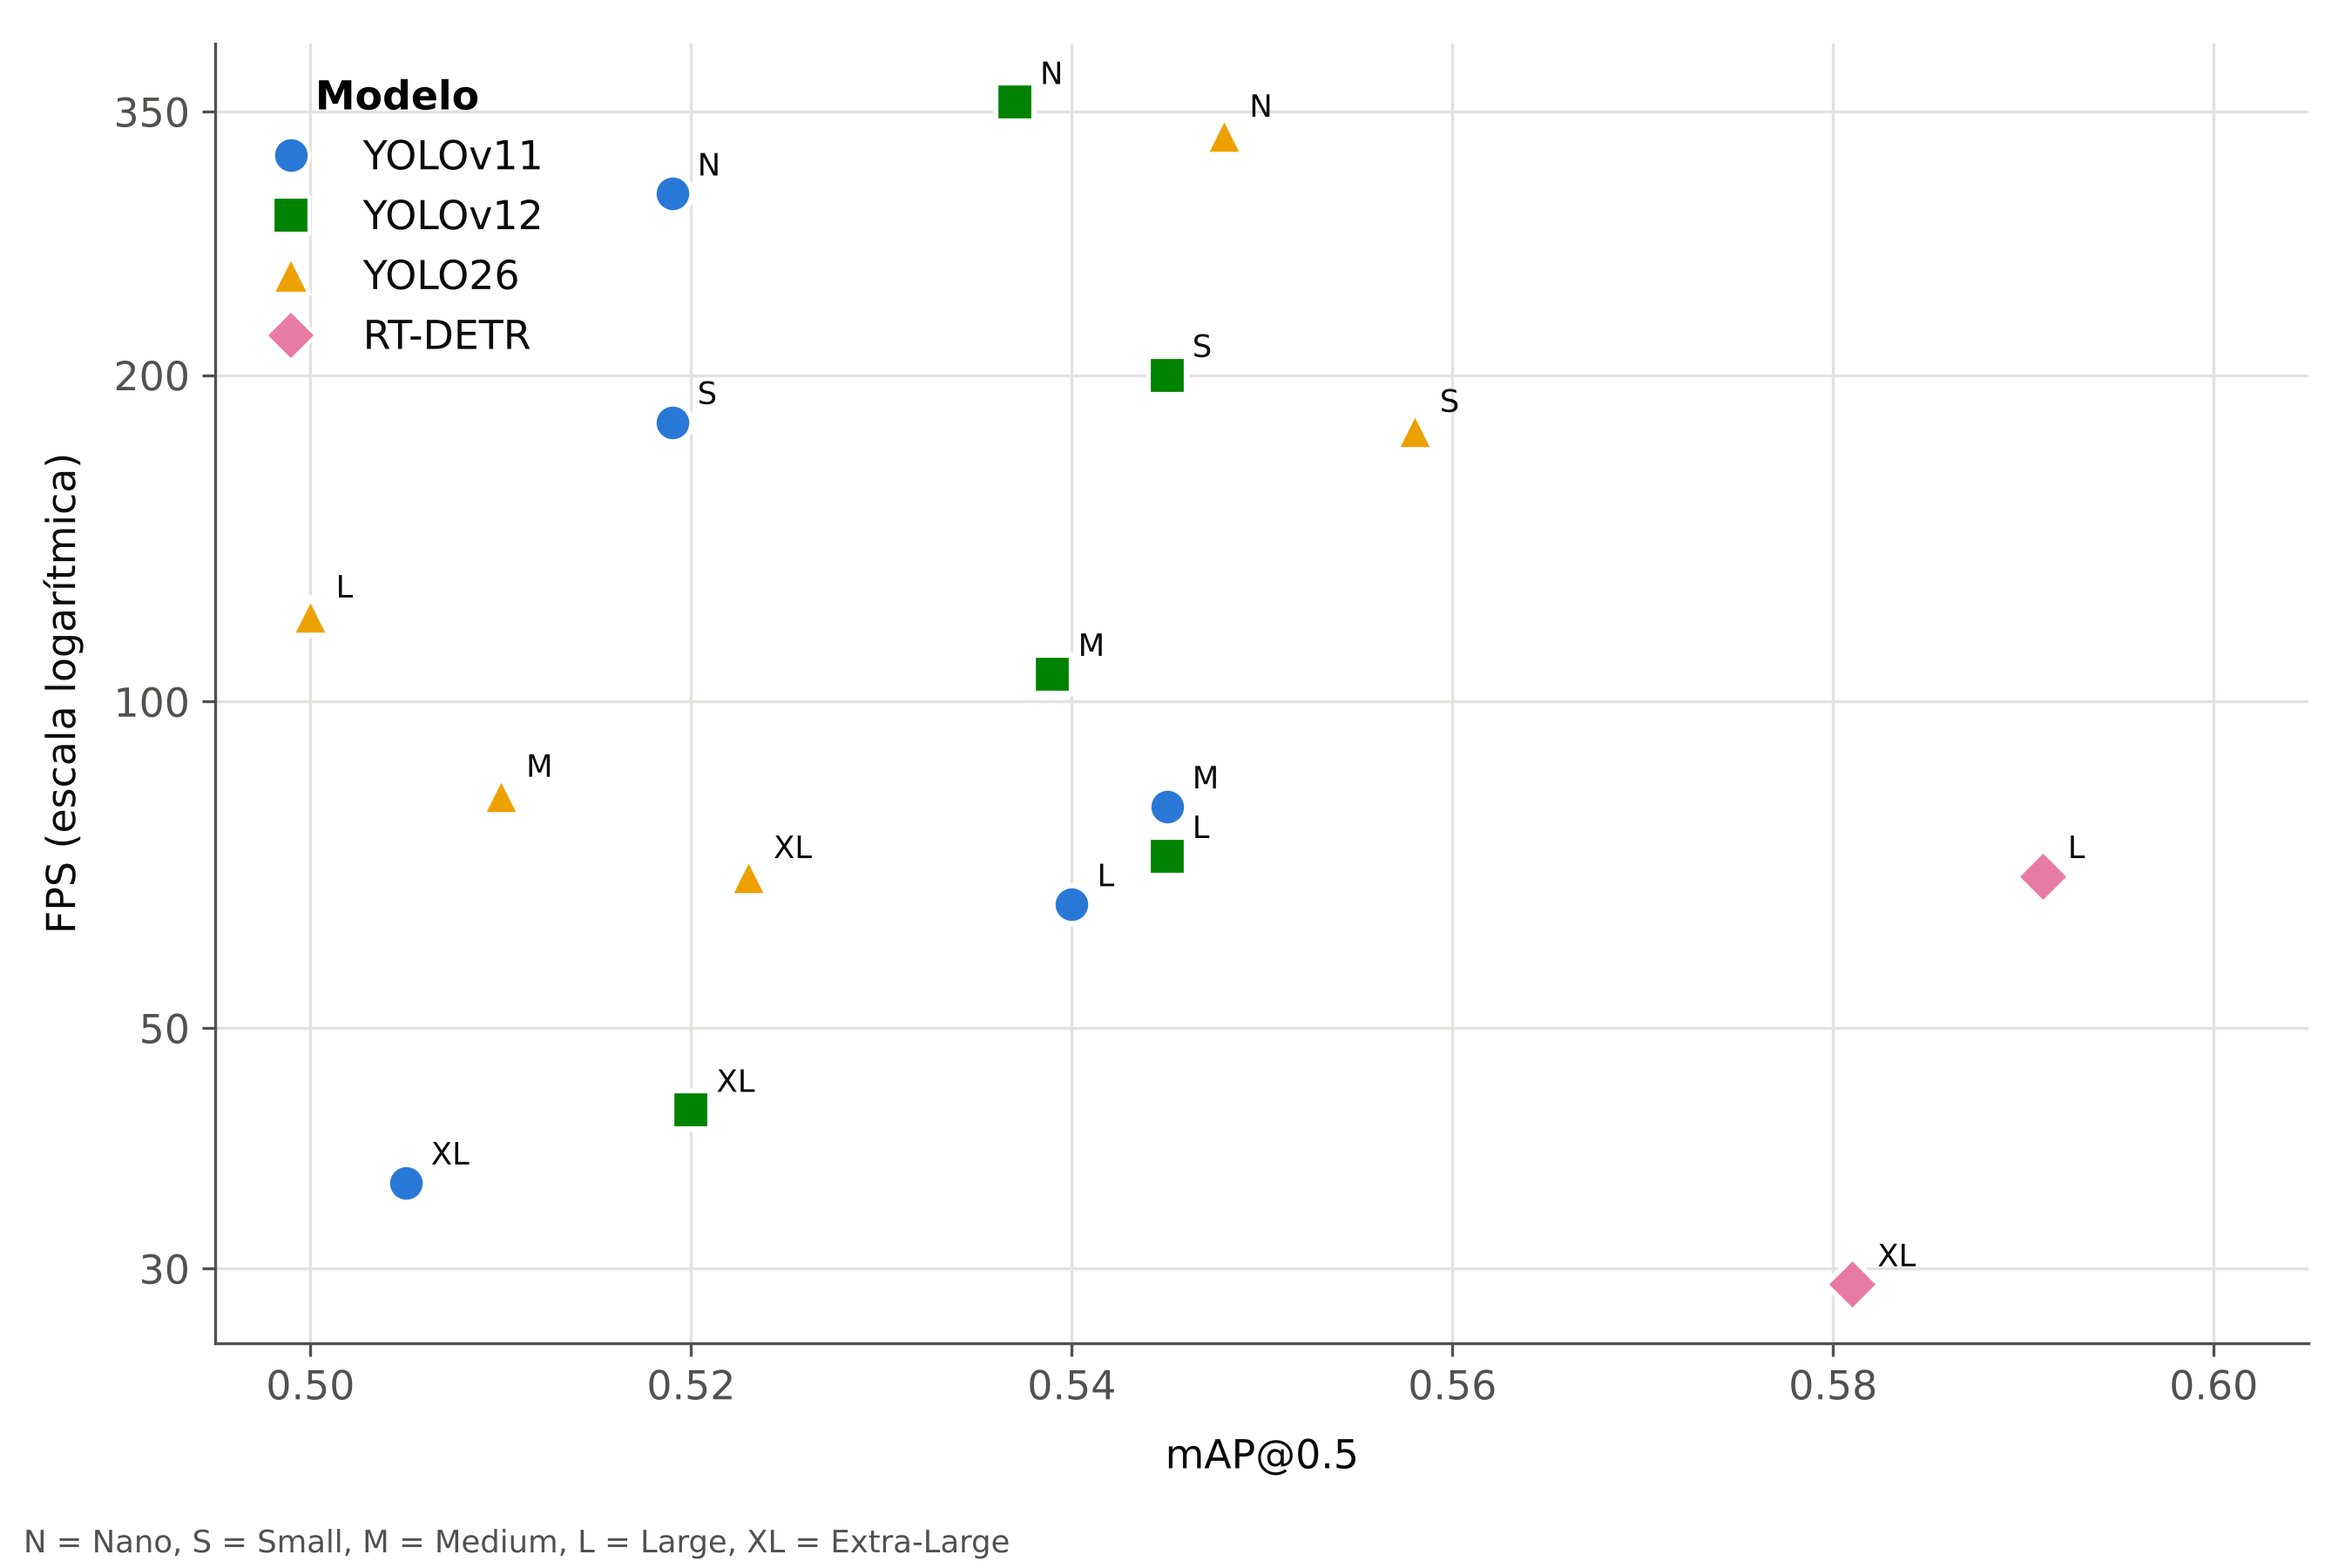 Modelo
YOLOv11
YOLOv12
YOLO26
RT-DETR
N
N
N
S
S
S
L
M
M
M
L
XL
L
L
XL
XL
XL
350
200
100
50
30
FPS (escala logarítmica)
0.50 0.52 0.54 0.56 0.58 0.60
mAP@0.5
N = Nano, S = Small, M = Medium, L = Large, XL = Extra-Large